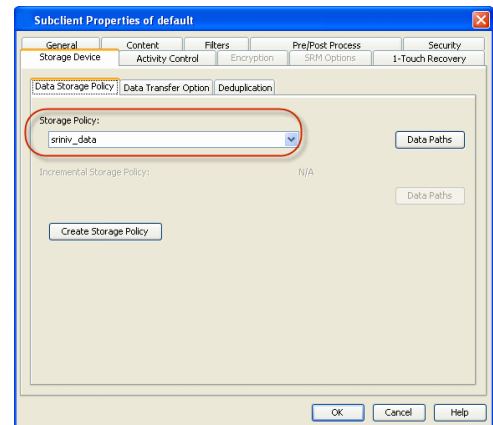 Subclient Properties of default
General Content Filters Pre/Post Process Security
Storage Device Activity Control Encryption SRM Options 1-Touch Recovery
Data Storage Policy Data Transfer Option Deduplication
Storage Policy:
sriniv_data Data Paths
Incremental Storage Policy: N/A
Data Paths
Create Storage Policy
OK Cancel Help